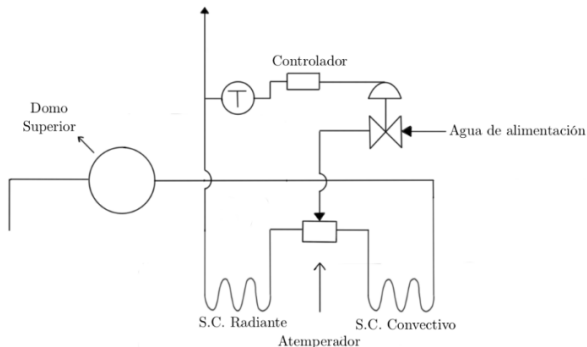 Controlador
T
Domo
Superior
Agua de alimentación
S.C. Radiante
S.C. Convectivo
Atemperador